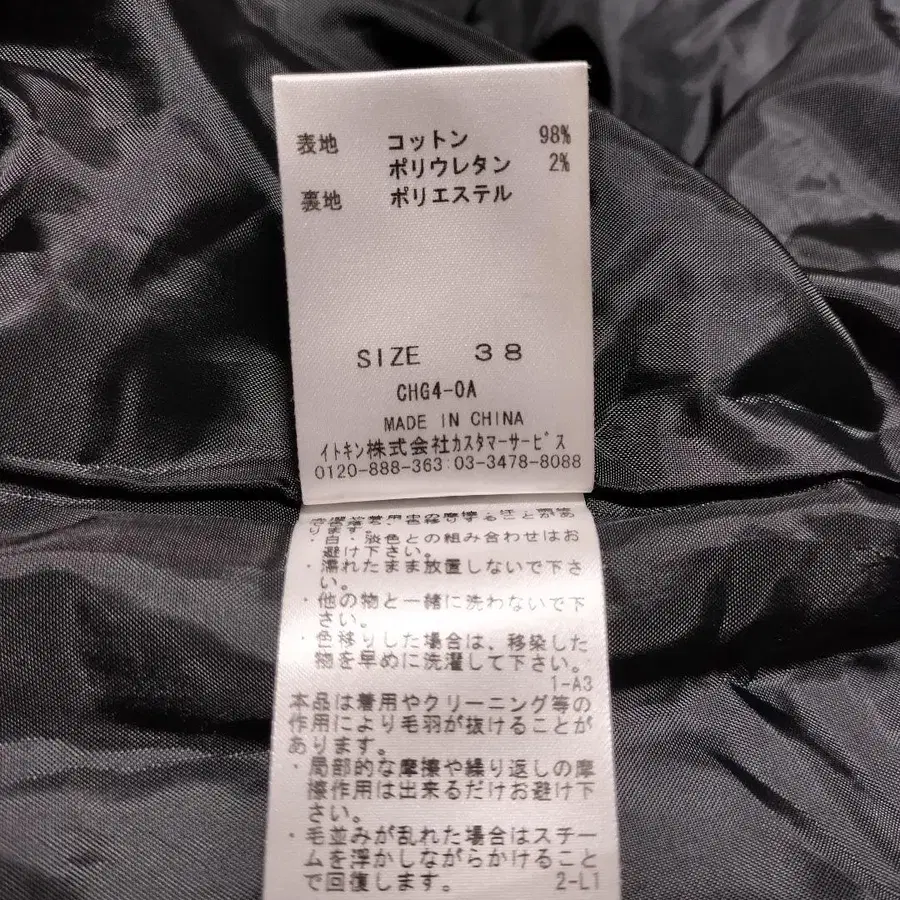 表地 コットン 98%
ポリウレタン 2%
裏地 ポリエステル
SIZE 38
CHG4-0A
MADE IN CHINA
イトキン株式会社カスタマーサービス
0120-888-363 03-3478-8088
ります。
・白・淡色との組み合わせはお
避け下さい。
・濡れたまま放置しないで下さ
い。
・他の物と一緒に洗わないで下
さい。
・色移りした場合は、移染した
物を早めに洗濯して下さい。
1-A3
本品は着用やクリーニング等の
作用により毛羽が抜けることが
あります。
・局部的な摩擦や繰り返しの摩
擦作用は出来るだけお避け下
さい。
・毛並みが乱れた場合はスチー
ムを浮かしながらかけること
で回復します。
2-L1